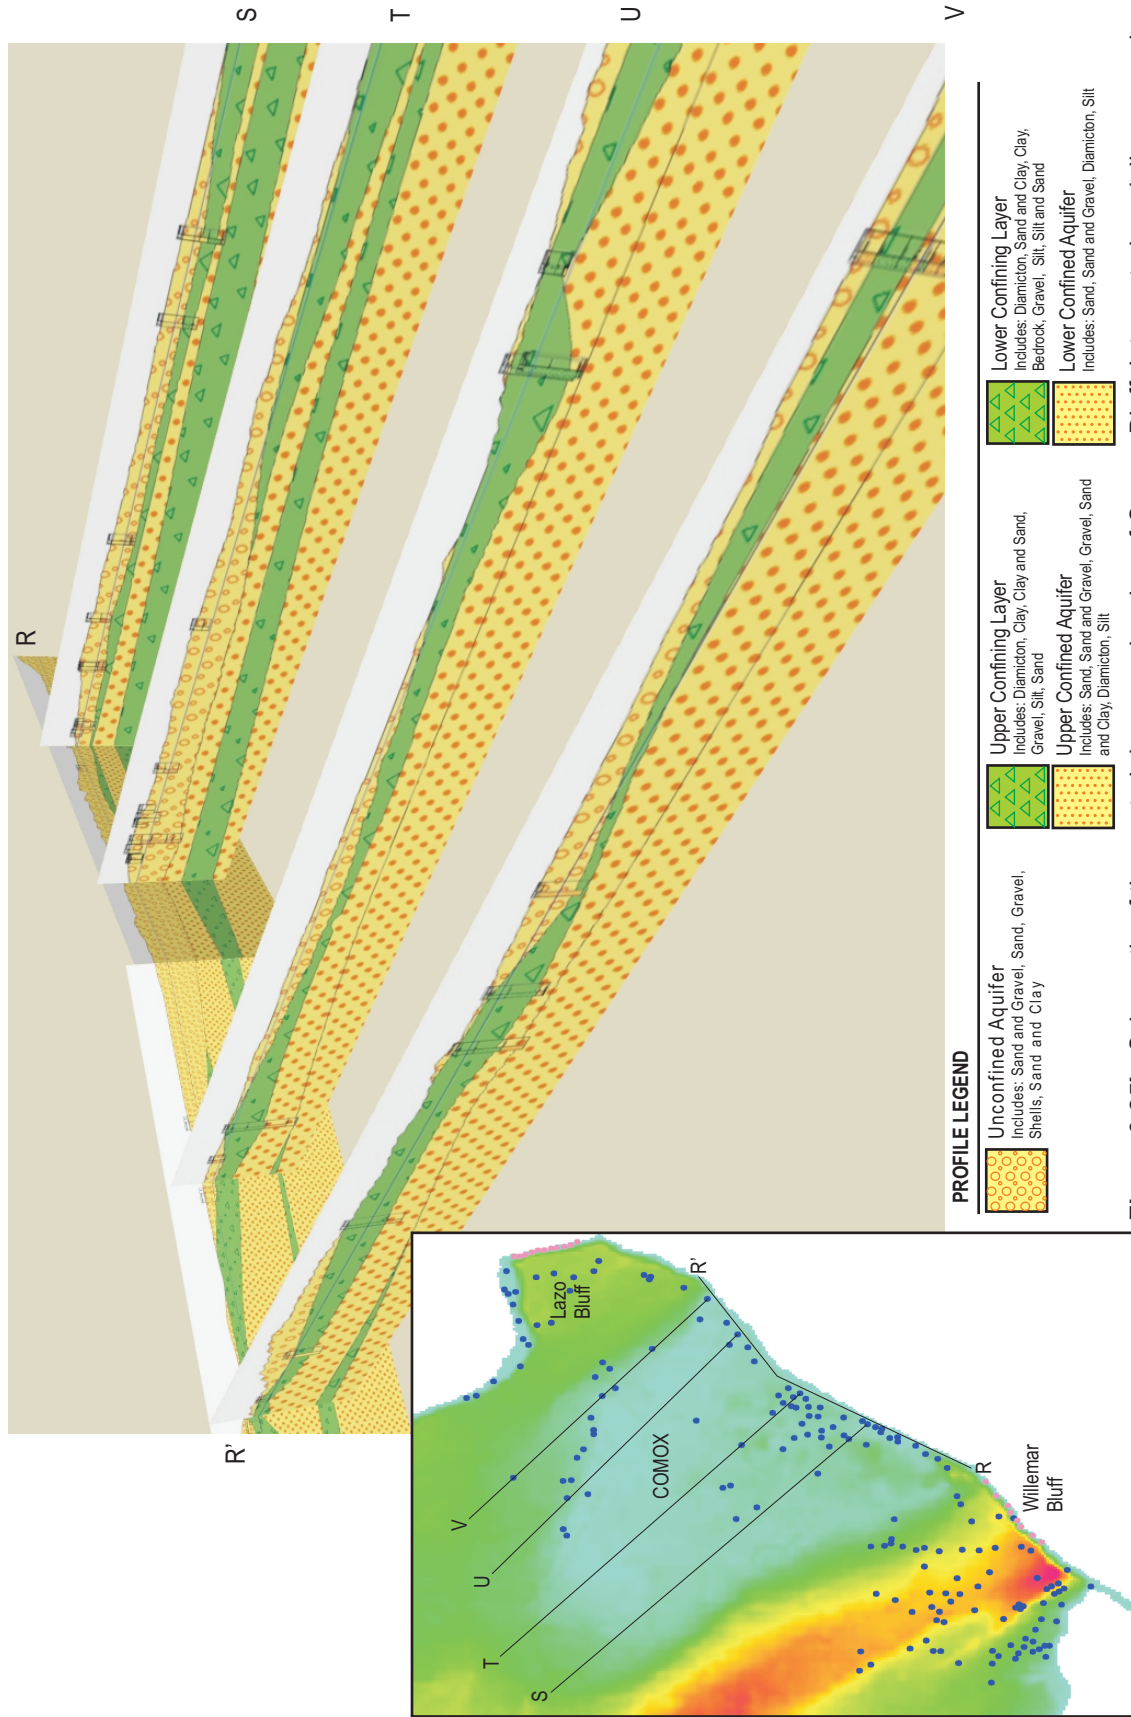 S
T
U
V
R
R'
PROFILE LEGEND
Unconfined Aquifer
Includes: Sand and Gravel, Sand, Gravel,
Shells, Sand and Clay
Upper Confining Layer
Includes: Diamicton, Clay, Clay and Sand,
Gravel, Silt, Sand
Upper Confined Aquifer
Includes: Sand, Sand and Gravel, Gravel, Sand
and Clay, Diamicton, Silt
Lower Confining Layer
Includes: Diamicton, Sand and Clay, Clay,
Bedrock, Gravel, Silt, Silt and Sand
Lower Confined Aquifer
Includes: Sand, Sand and Gravel, Diamicton, Silt
V
U
T
S
COMOX
Lazo
Bluff
R'
R
Willemar
Bluff